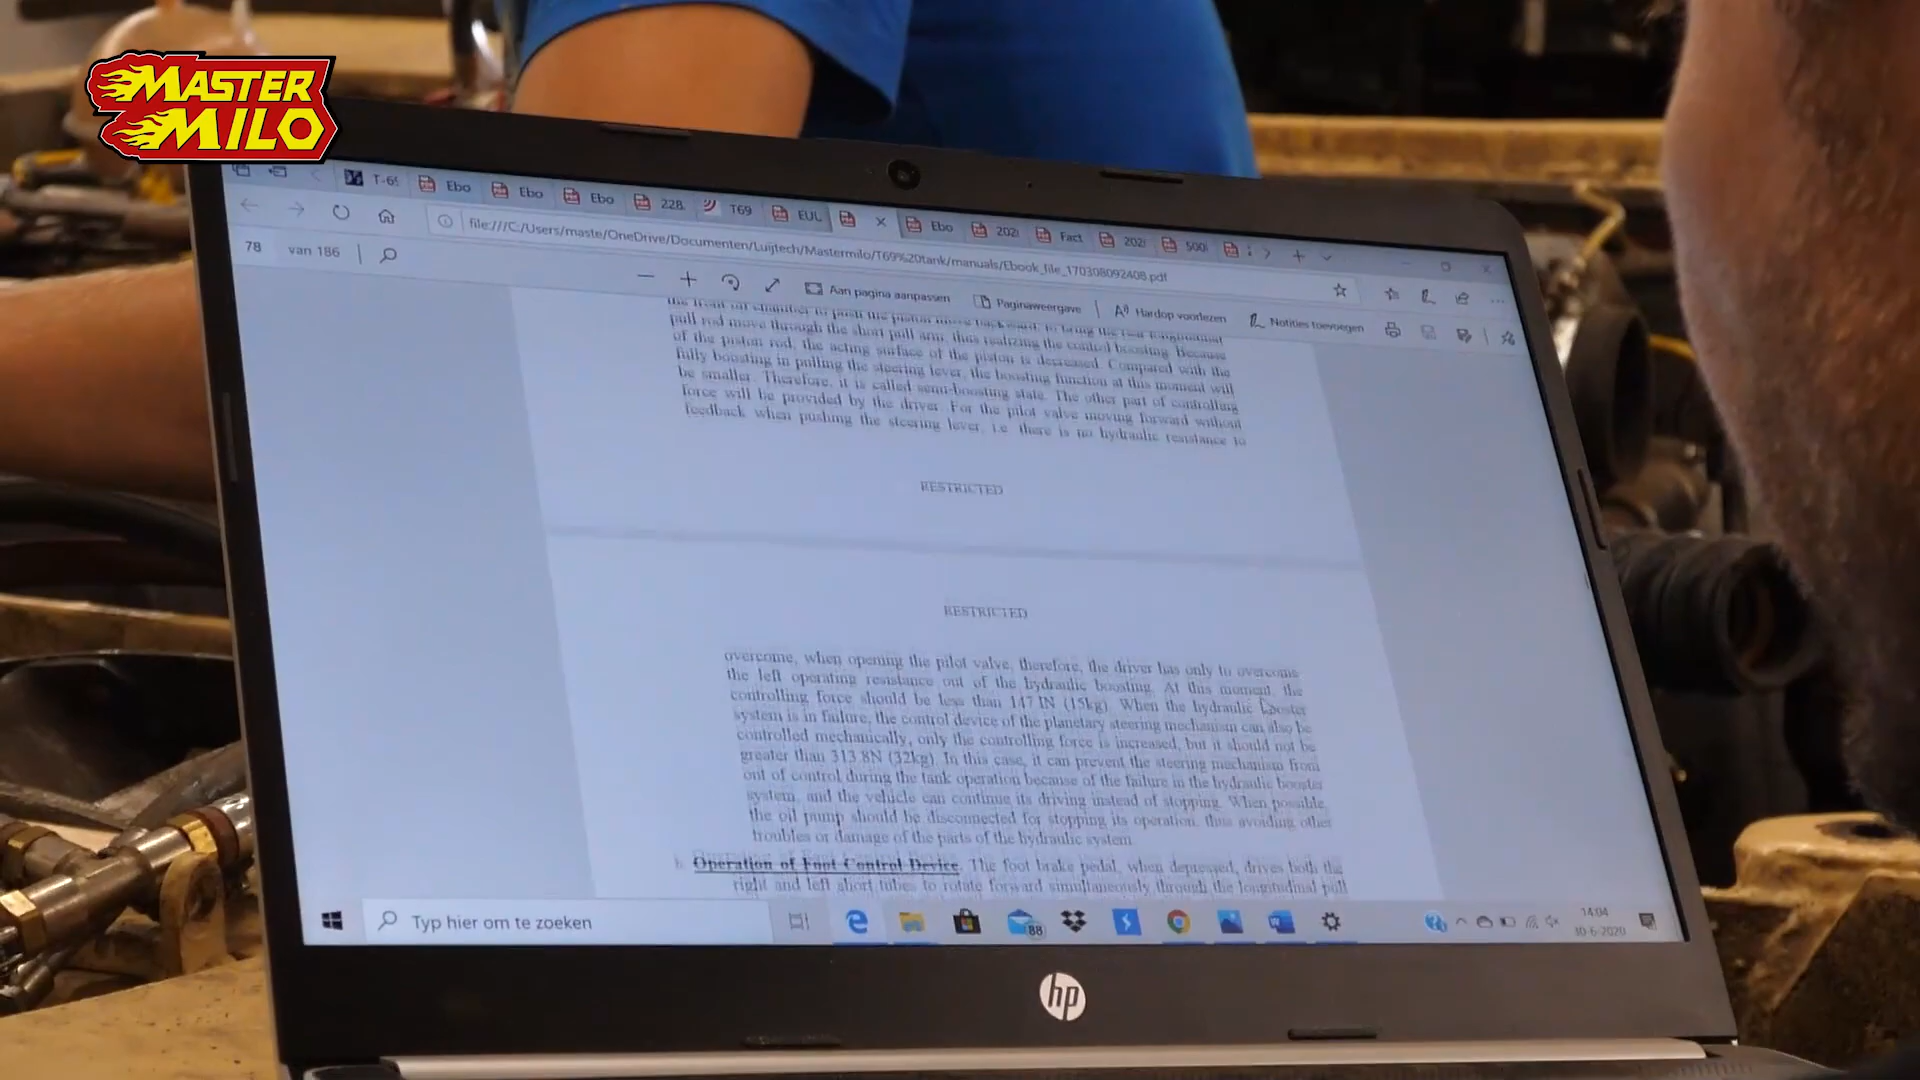 MASTER
MILO
T-69
Ebo
Ebo
Ebo
228.
T69
EUL
Ebo
202
Fact
202
500
file:///C:/Users/maste/OneDrive/Documenten/Luijtech/Mastermilo/T69%20tank/manuals/Ebook_file_170308092408.pdf
78 van 186
Aan pagina aanpassen
Paginaweergave
Hardop voorlezen
Notities toevoegen
the front oil chamber to push the piston move backward, to bring the
pull rod move through the short pull arm, thus realizing the control boosting. Because
of the piston rod, the acting surface of the piston is decreased. Compared with the
fully boosting in pulling the steering lever, the boosting function at this moment will
be smaller. Therefore, it is called semi-boosting state. The other part of controlling
force will be provided by the driver. For the pilot valve moving forward without
feedback when pushing the steering lever, i.e. there is no hydraulic resistance to
RESTRICTED
RESTRICTED
overcome, when opening the pilot valve, therefore, the driver has only to overcome
the left operating resistance out of the hydraulic boosting. At this moment, the
controlling force should be less than 147 IN (15kg). When the hydraulic booster
system is in failure, the control device of the planetary steering mechanism can also be
controlled mechanically, only the controlling force is increased, but it should not be
greater than 313.8N (32kg). In this case, it can prevent the steering mechanism from
out of control during the tank operation because of the failure in the hydraulic booster
system, and the vehicle can continue its driving instead of stopping. When possible,
the oil pump should be disconnected for stopping its operation, thus avoiding other
troubles or damage of the parts of the hydraulic system.
b. Operation of Foot Control Device. The foot brake pedal, when depressed, drives both the
right and left short tubes to rotate forward simultaneously through the longitudinal pull
Typ hier om te zoeken
88
14:04
30-6-2020
hp